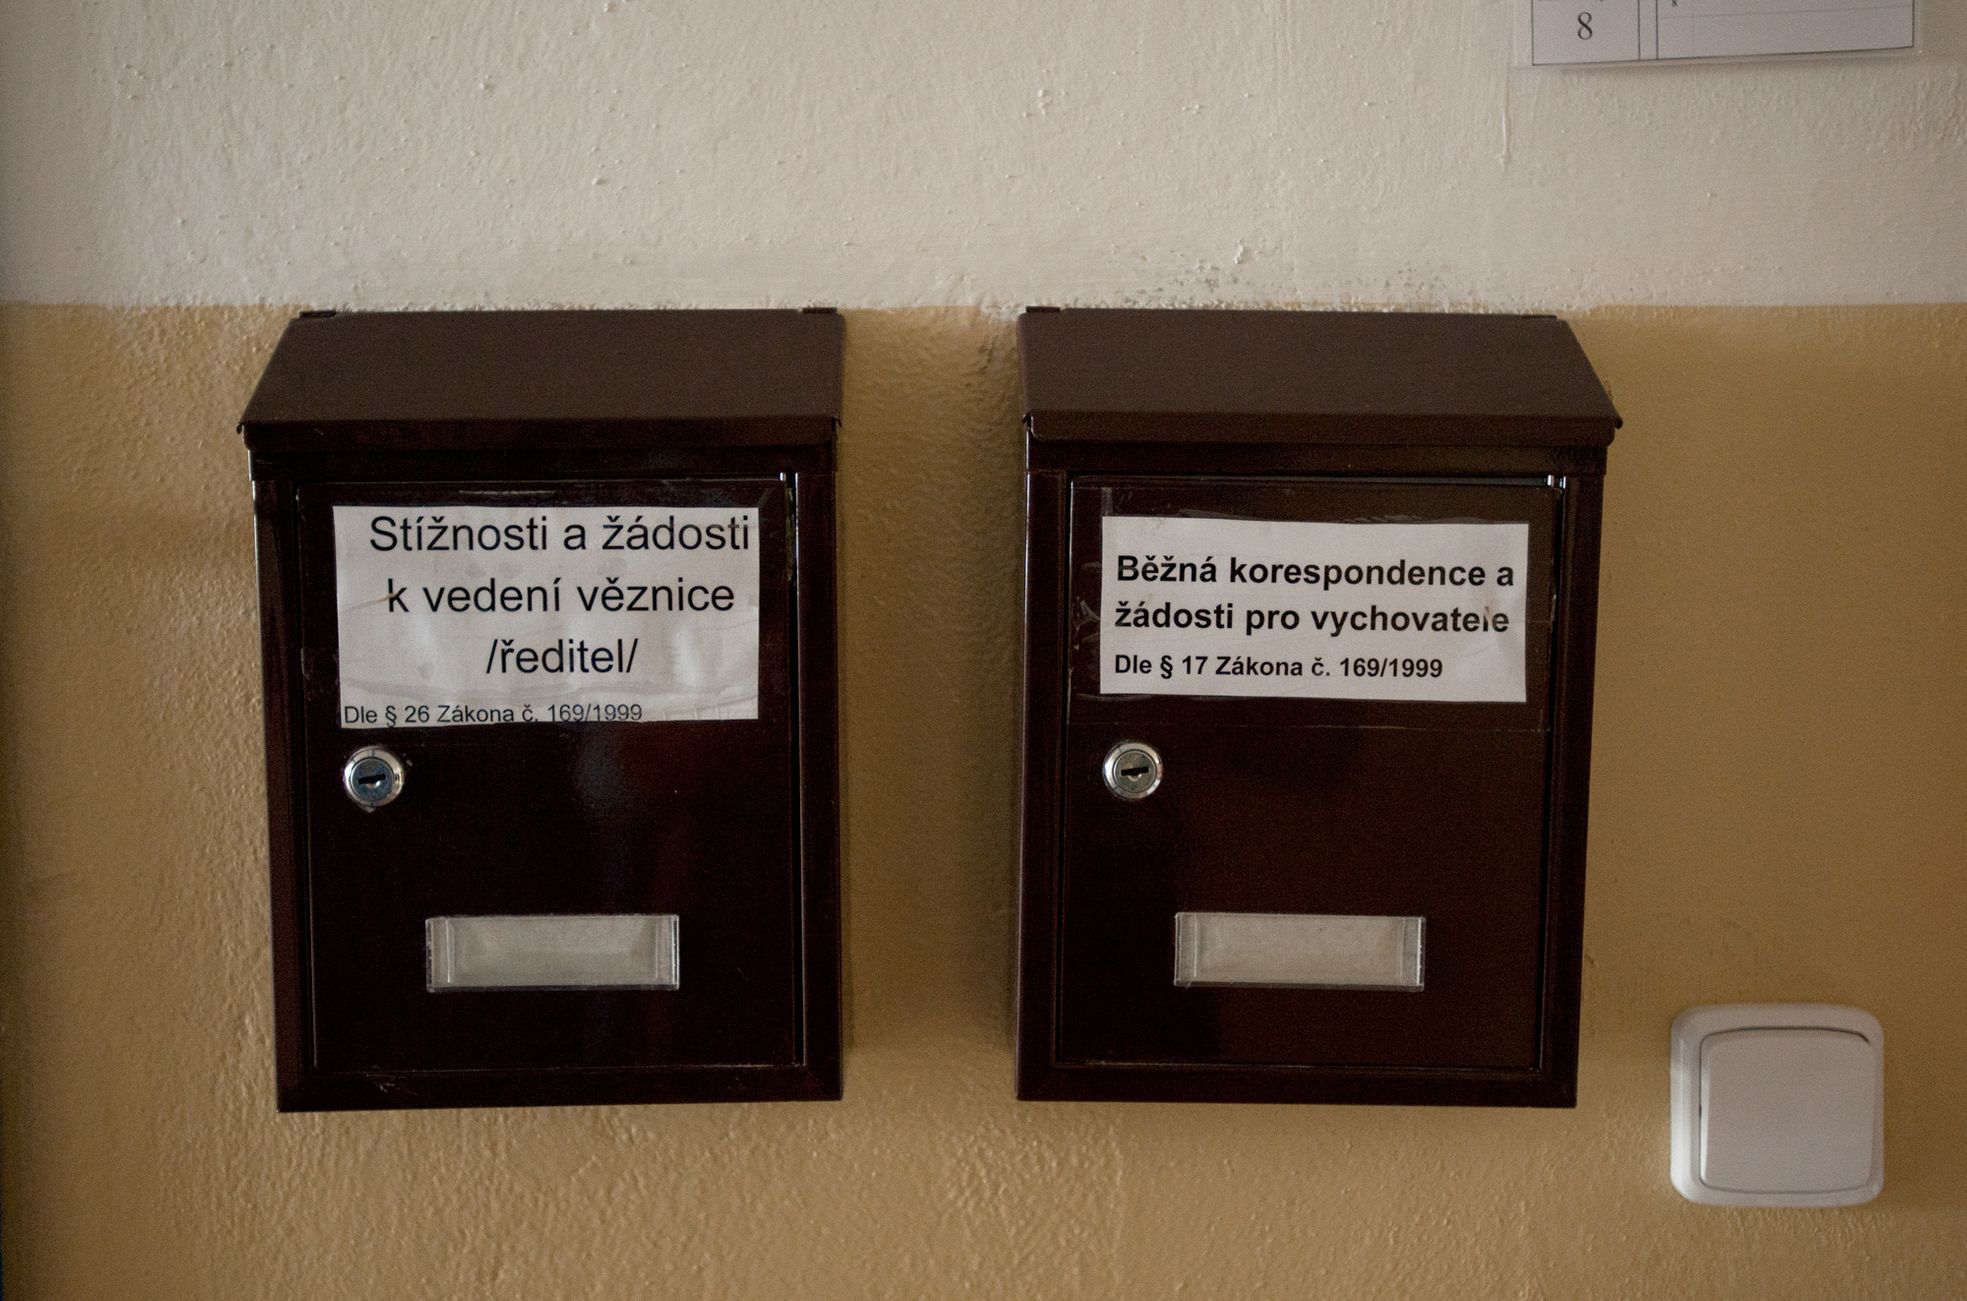 8
Stížnosti a žádosti
k vedení věznice
/ředitel/
Dle § 26 Zákona č. 169/1999
Běžná korespondence a
žádosti pro vychovatele
Dle § 17 Zákona č. 169/1999